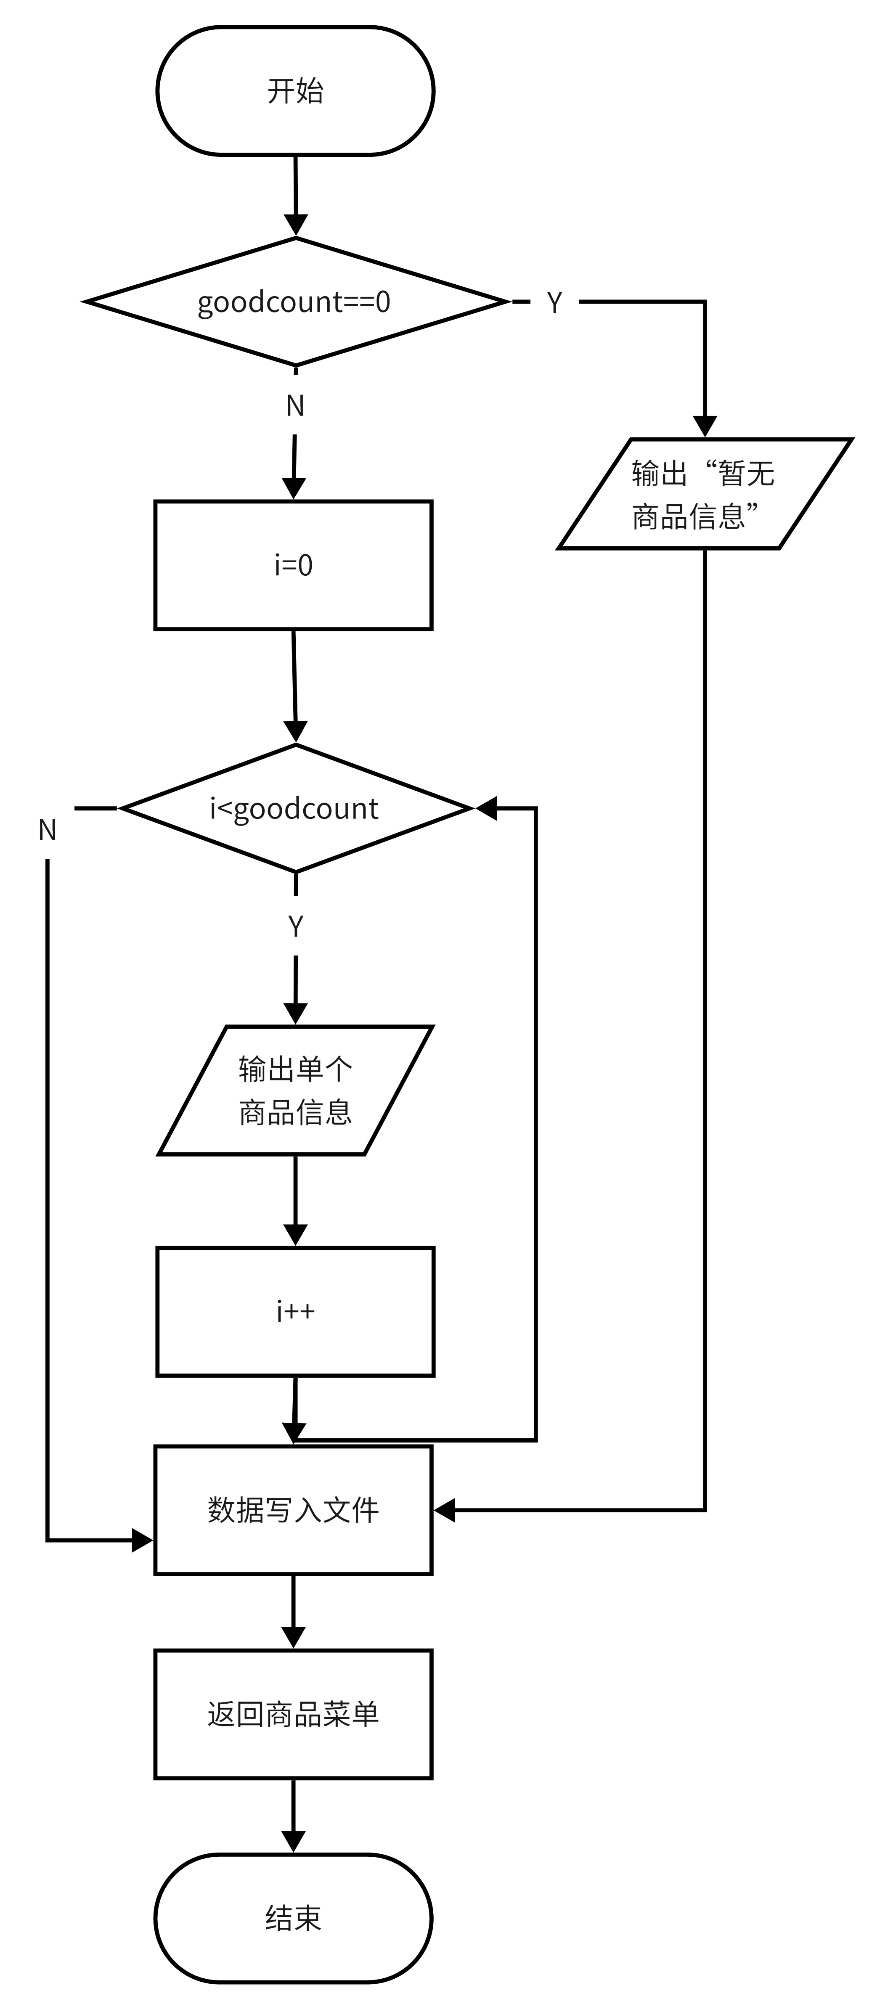 开始
goodcount==0
Y
N
输出“暂无
商品信息”
i=0
i<goodcount
N
Y
输出单个
商品信息
i++
数据写入文件
返回商品菜单
结束